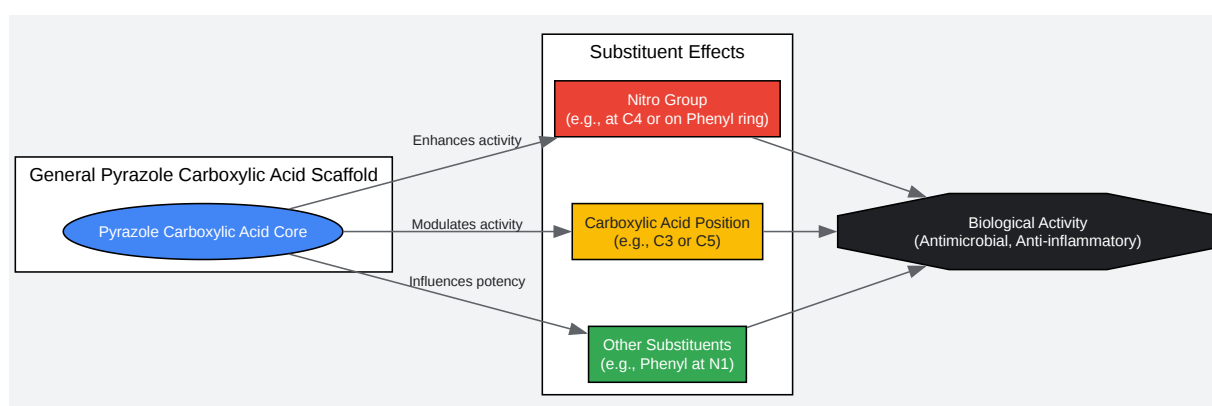 Substituent Effects
Nitro Group
(e.g., at C4 or on Phenyl ring)
Enhances activity
General Pyrazole Carboxylic Acid Scaffold
Pyrazole Carboxylic Acid Core
Modulates activity
Carboxylic Acid Position
(e.g., C3 or C5)
Biological Activity
(Antimicrobial, Anti-inflammatory)
Influences potency
Other Substituents
(e.g., Phenyl at N1)